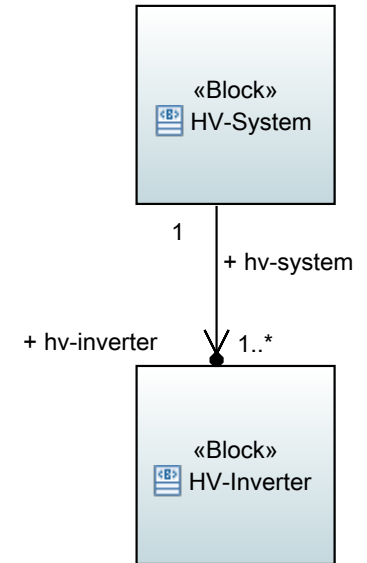 «Block»
HV-System
1
+ hv-system
+ hv-inverter
1..*
«Block»
HV-Inverter